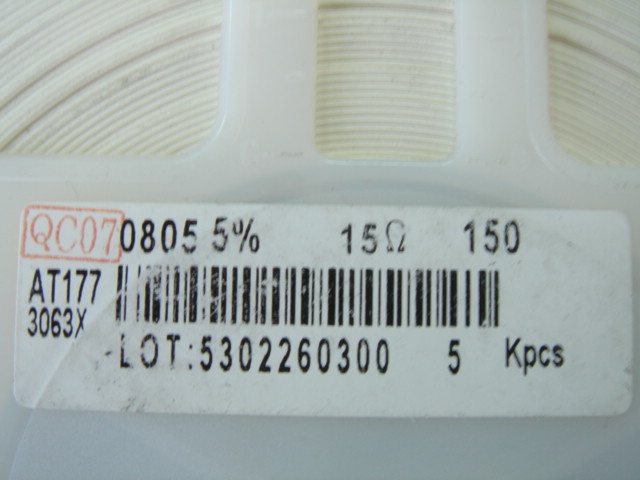 QC07 0805 5% 15Ω 150
AT177
3063X
LOT:5302260300 5 Kpcs